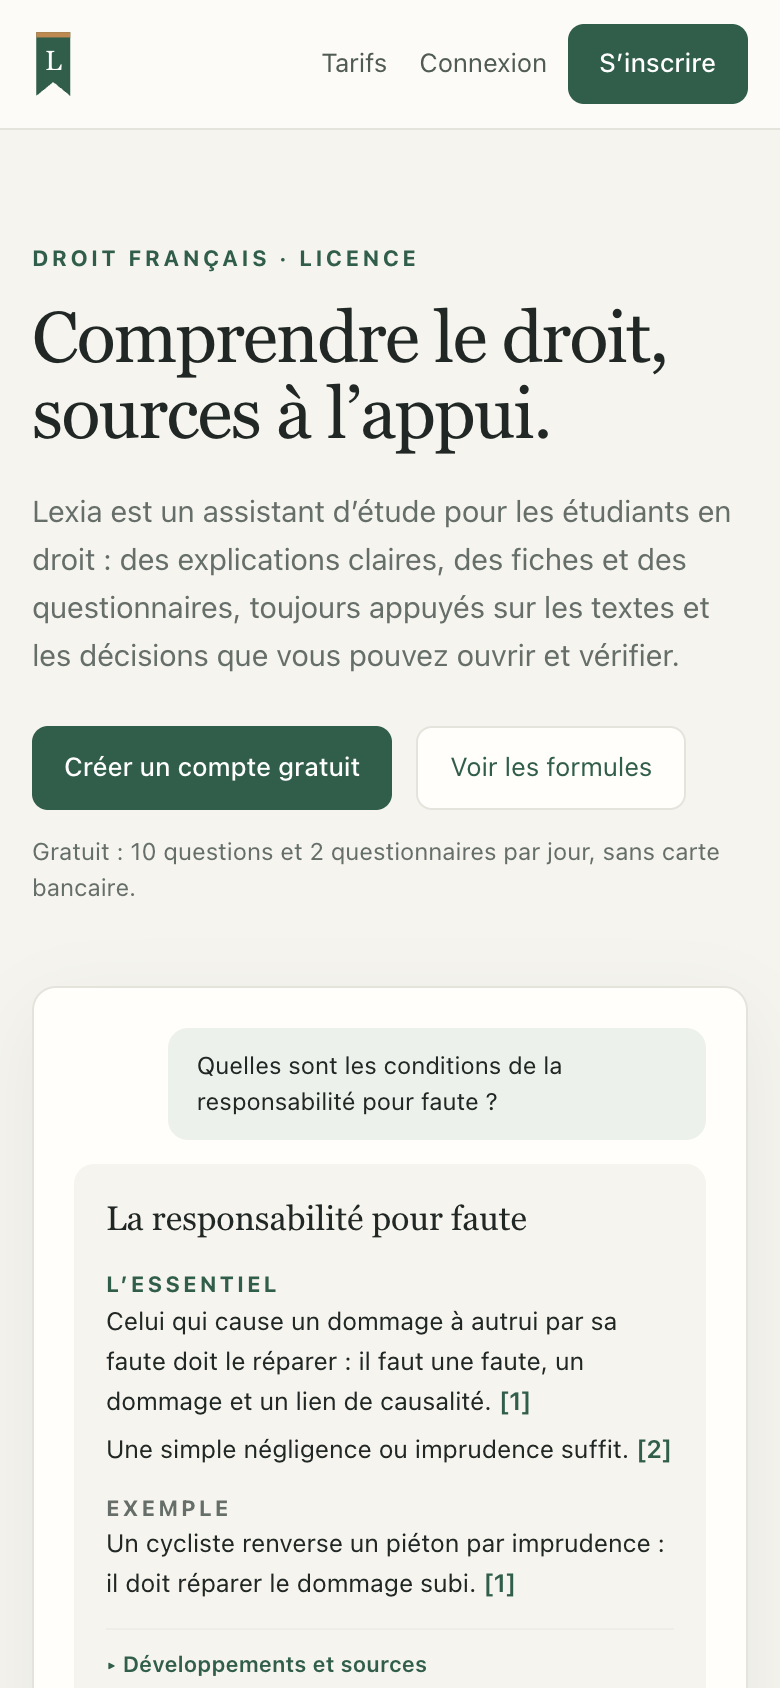 L
Tarifs
Connexion
S’inscrire
DROIT FRANÇAIS · LICENCE
Comprendre le droit,
sources à l’appui.
Lexia est un assistant d’étude pour les étudiants en
droit : des explications claires, des fiches et des
questionnaires, toujours appuyés sur les textes et
les décisions que vous pouvez ouvrir et vérifier.
Créer un compte gratuit
Voir les formules
Gratuit : 10 questions et 2 questionnaires par jour, sans carte
bancaire.
Quelles sont les conditions de la
responsabilité pour faute ?
La responsabilité pour faute
L’ESSENTIEL
Celui qui cause un dommage à autrui par sa
faute doit le réparer : il faut une faute, un
dommage et un lien de causalité. [1]
Une simple négligence ou imprudence suffit. [2]
EXEMPLE
Un cycliste renverse un piéton par imprudence :
il doit réparer le dommage subi. [1]
▸ Développements et sources